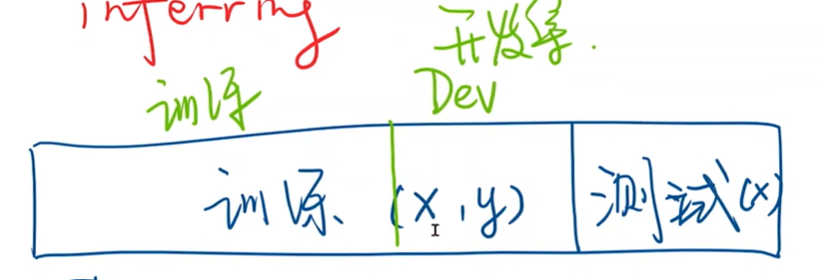 inferring
开发集.
训练 Dev
训练 (x, y) 测试(x)